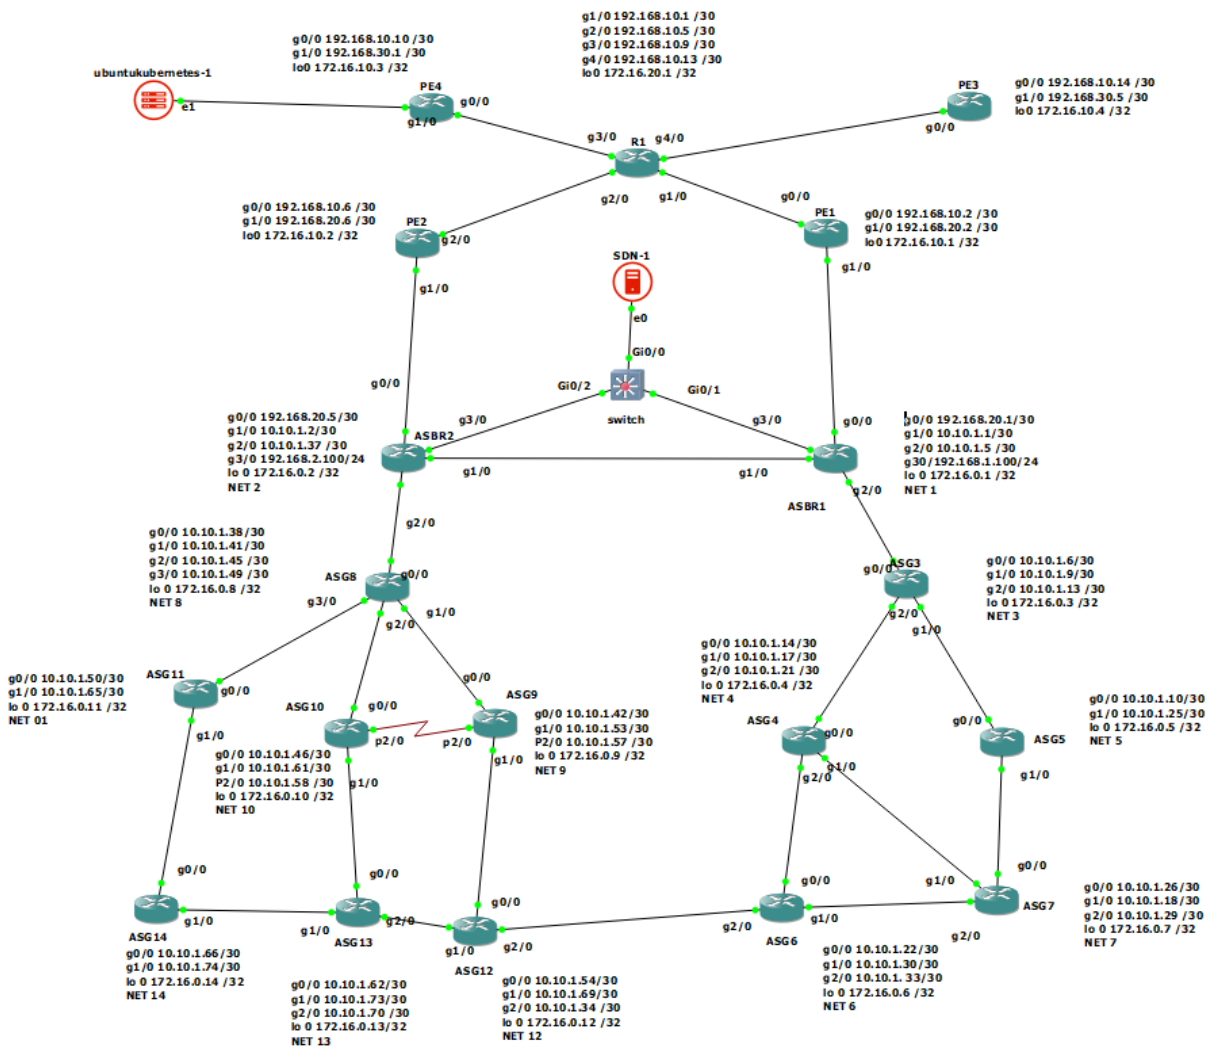 g1/0 192.168.10.1 /30
g2/0 192.168.10.5 /30
g3/0 192.168.10.9 /30
g4/0 192.168.10.13 /30
lo0 172.16.20.1 /32
g0/0 192.168.10.10 /30
g1/0 192.168.30.1 /30
lo0 172.16.10.3 /32
ubuntukubernetes-1
e1
PE4
g0/0
g1/0
PE3
g0/0
g0/0 192.168.10.14 /30
g1/0 192.168.30.5 /30
lo0 172.16.10.4 /32
g3/0
R1
g4/0
g2/0
g1/0
g0/0
g0/0 192.168.10.6 /30
g1/0 192.168.20.6 /30
lo0 172.16.10.2 /32
PE2
g2/0
g1/0
PE1
g0/0 192.168.10.2 /30
g1/0 192.168.20.2 /30
lo0 172.16.10.1 /32
g1/0
SDN-1
e0
Gi0/0
Gi0/2
Gi0/1
switch
g0/0
g3/0
g3/0
g0/0
g0/0 192.168.20.5/30
g1/0 10.10.1.2/30
g2/0 10.10.1.37 /30
g3/0 192.168.2.100/24
lo 0 172.16.0.2 /32
NET 2
ASBR2
g1/0
g1/0
g2/0
g0/0 192.168.20.1/30
g1/0 10.10.1.1/30
g2/0 10.10.1.5 /30
g30/192.168.1.100/24
lo 0 172.16.0.1 /32
NET 1
ASBR1
g2/0
g0/0 10.10.1.38/30
g1/0 10.10.1.41/30
g2/0 10.10.1.45 /30
g3/0 10.10.1.49 /30
lo 0 172.16.0.8 /32
NET 8
ASG8
g0/0
g3/0
g2/0
g1/0
g0/0
ASG3
g2/0
g1/0
g0/0 10.10.1.6/30
g1/0 10.10.1.9/30
g2/0 10.10.1.13 /30
lo 0 172.16.0.3 /32
NET 3
g0/0 10.10.1.14/30
g1/0 10.10.1.17/30
g2/0 10.10.1.21 /30
lo 0 172.16.0.4 /32
NET 4
g0/0 10.10.1.50/30
g1/0 10.10.1.65/30
lo 0 172.16.0.11 /32
NET 01
ASG11
g0/0
g1/0
ASG10
g0/0
p2/0
g1/0
g0/0 10.10.1.46/30
g1/0 10.10.1.61/30
P2/0 10.10.1.58 /30
lo 0 172.16.0.10 /32
NET 10
g0/0
ASG9
p2/0
g1/0
g0/0 10.10.1.42/30
g1/0 10.10.1.53/30
P2/0 10.10.1.57 /30
lo 0 172.16.0.9 /32
NET 9
ASG4
g0/0
g1/0
g2/0
g0/0
ASG5
g1/0
g0/0 10.10.1.10/30
g1/0 10.10.1.25/30
lo 0 172.16.0.5 /32
NET 5
g0/0
g1/0
ASG14
g0/0 10.10.1.66/30
g1/0 10.10.1.74/30
lo 0 172.16.0.14 /32
NET 14
g0/0
g1/0
g2/0
ASG13
g0/0 10.10.1.62/30
g1/0 10.10.1.73/30
g2/0 10.10.1.70 /30
lo 0 172.16.0.13/32
NET 13
g0/0
g1/0
g2/0
ASG12
g0/0 10.10.1.54/30
g1/0 10.10.1.69/30
g2/0 10.10.1.34 /30
lo 0 172.16.0.12 /32
NET 12
g0/0
g2/0
g1/0
ASG6
g0/0 10.10.1.22/30
g1/0 10.10.1.30/30
g2/0 10.10.1. 33/30
lo 0 172.16.0.6 /32
NET 6
g1/0
g0/0
g2/0
ASG7
g0/0 10.10.1.26/30
g1/0 10.10.1.18/30
g2/0 10.10.1.29 /30
lo 0 172.16.0.7 /32
NET 7